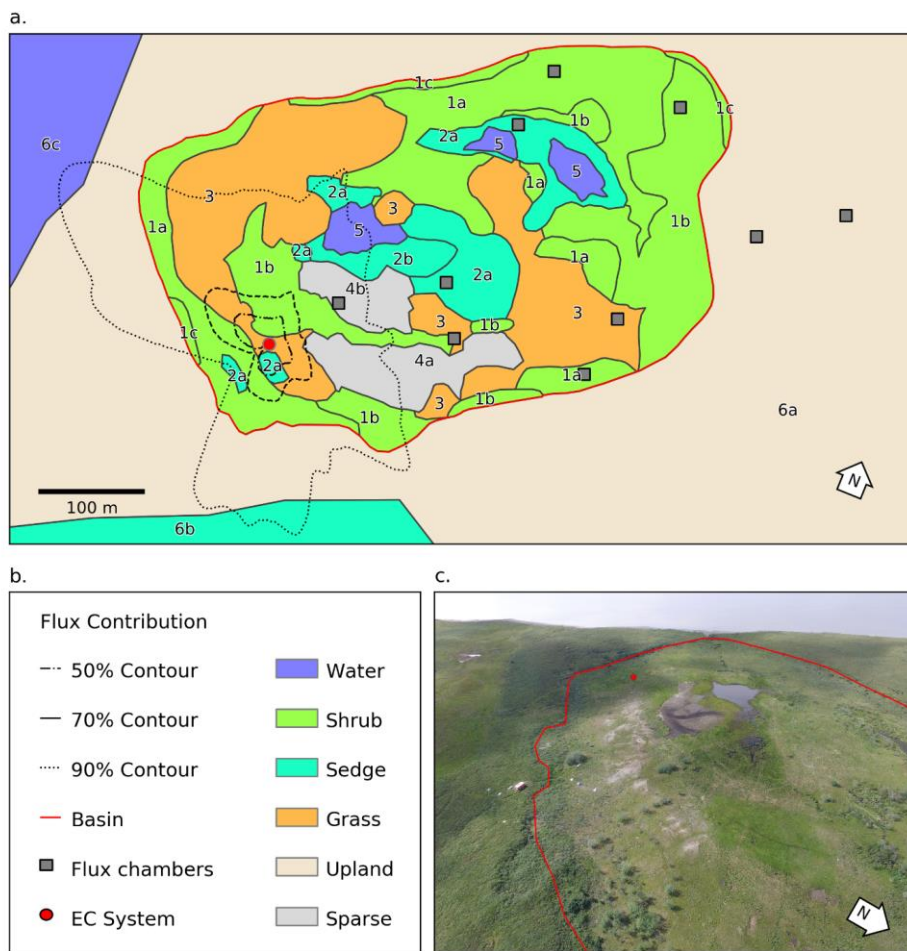 a.
1c
1a
1c
1b
2a
5
6c
5
1a
2a
3
3
1a
1b
5
2a
2b
1a
1b
2a
4b
3
3
1b
1c
4a
2a
2a
1a
1b
3
1b
6a
N
100 m
6b
b.
Flux Contribution
50% Contour
70% Contour
90% Contour
Basin
Flux chambers
EC System
Water
Shrub
Sedge
Grass
Upland
Sparse
c.
N